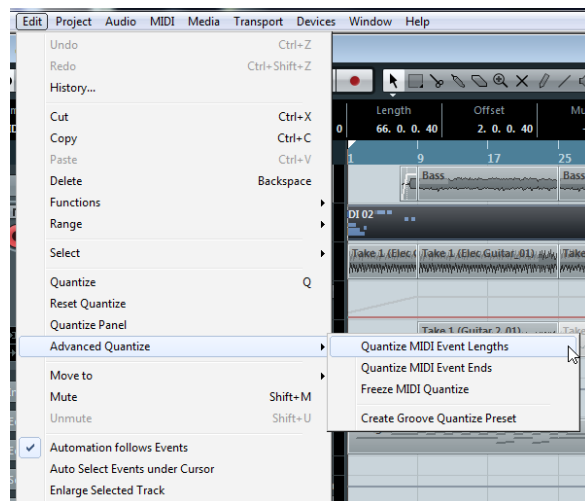 Edit Project Audio MIDI Media Transport Devices Window Help
Undo Ctrl+Z
Redo Ctrl+Shift+Z
History...
Cut Ctrl+X
Copy Ctrl+C
Paste Ctrl+V
Delete Backspace
Functions
Range
Select
Quantize Q
Reset Quantize
Quantize Panel
Advanced Quantize
Move to
Mute Shift+M
Unmute Shift+U
Automation follows Events
Auto Select Events under Cursor
Enlarge Selected Track
Quantize MIDI Event Lengths
Quantize MIDI Event Ends
Freeze MIDI Quantize
Create Groove Quantize Preset
Length Offset Mu
0 66. 0. 0. 40 2. 0. 0. 40
1 9 17 25
Bass Bass
DI 02
Take 1 (Elec Take 1 (Elec Guitar_01) Take
Take 1 (Guitar 2_01) Take